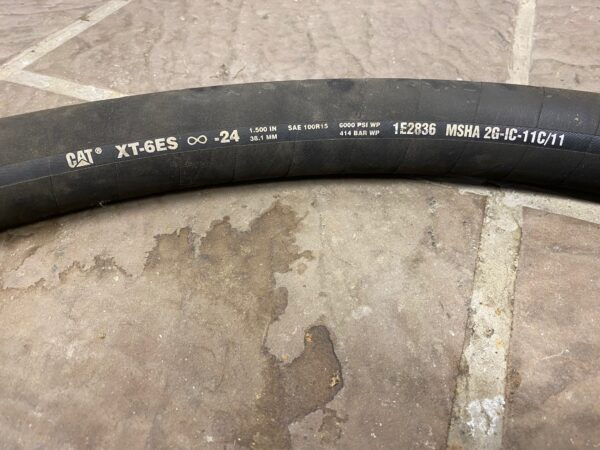 CAT® XT-6ES ∞ -24 1.500 IN SAE 100R15 6000 PSI WP 1E2836 MSHA 2G-IC-11C/11
38.1 MM 414 BAR WP